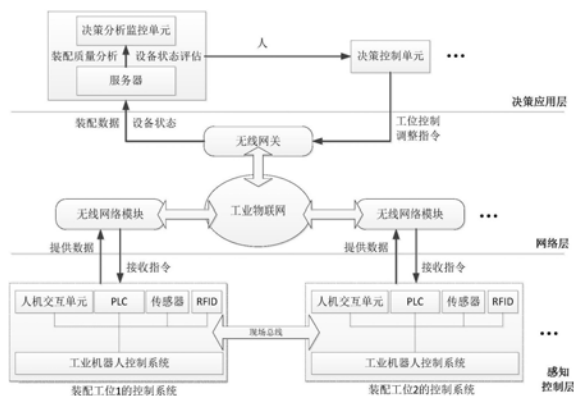 决策分析监控单元
装配质量分析 设备状态评估
服务器
人
决策控制单元
决策应用层
装配数据 设备状态
工位控制
调整指令
无线网关
工业物联网
无线网络模块
无线网络模块
网络层
提供数据
接收指令
提供数据
接收指令
人机交互单元 PLC 传感器 RFID
人机交互单元 PLC 传感器 RFID
现场总线
工业机器人控制系统
工业机器人控制系统
感知
控制层
装配工位1的控制系统
装配工位2的控制系统